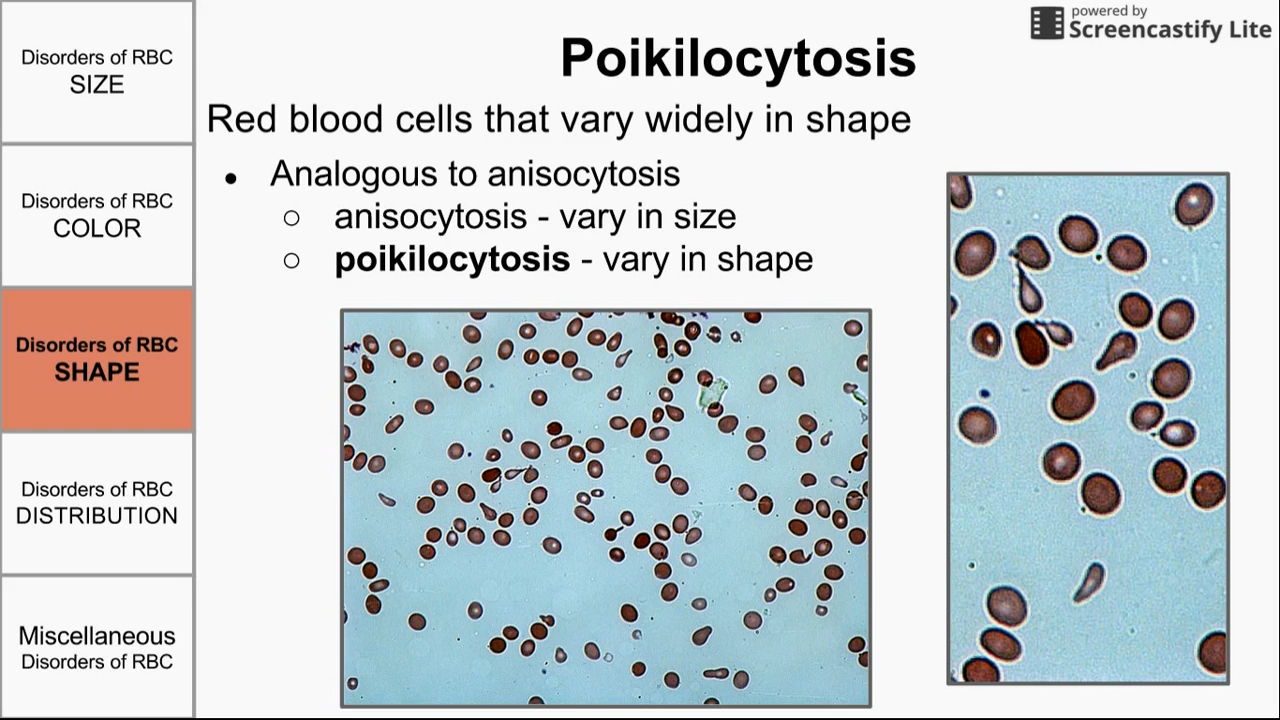 powered by
Screencastify Lite
Poikilocytosis
Red blood cells that vary widely in shape
● Analogous to anisocytosis
○ anisocytosis - vary in size
○ poikilocytosis - vary in shape
Disorders of RBC
SIZE
Disorders of RBC
COLOR
Disorders of RBC
SHAPE
Disorders of RBC
DISTRIBUTION
Miscellaneous
Disorders of RBC